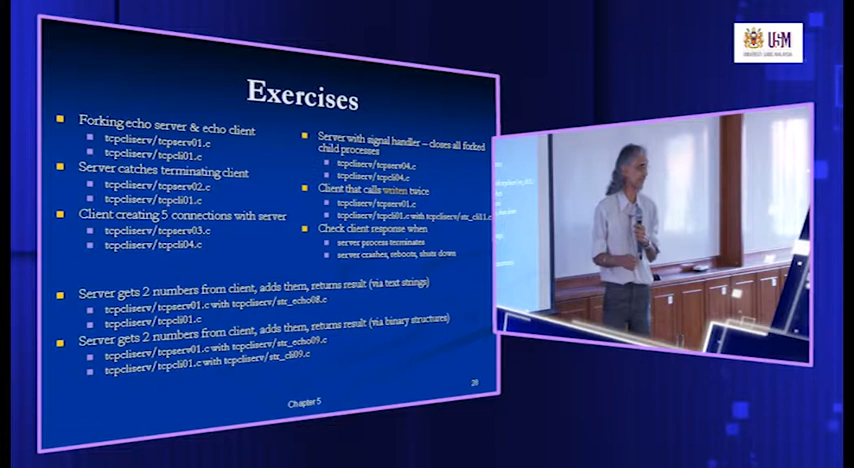 Exercises
Forking echo server & echo client
tcpcliserv/tcpserv01.c
tcpcliserv/tcpcli01.c
Server catches terminating client
tcpcliserv/tcpserv02.c
tcpcliserv/tcpcli01.c
Client creating 5 connections with server
tcpcliserv/tcpserv03.c
tcpcliserv/tcpcli04.c
Server with signal handler – closes all forked
child processes
tcpcliserv/tcpserv04.c
tcpcliserv/tcpcli04.c
Client that calls writen twice
tcpcliserv/tcpserv01.c
tcpcliserv/tcpcli01.c with tcpcliserv/str_cli11.c
Check client response when
server process terminates
server crashes, reboots, shuts down
Server gets 2 numbers from client, adds them, returns result (via text strings)
tcpcliserv/tcpserv01.c with tcpcliserv/str_echo08.c
tcpcliserv/tcpcli01.c
Server gets 2 numbers from client, adds them, returns result (via binary structures)
tcpcliserv/tcpserv01.c with tcpcliserv/str_echo09.c
tcpcliserv/tcpcli01.c with tcpcliserv/str_cli09.c
Chapter 5
28
USM
UNIVERSITI SAINS MALAYSIA